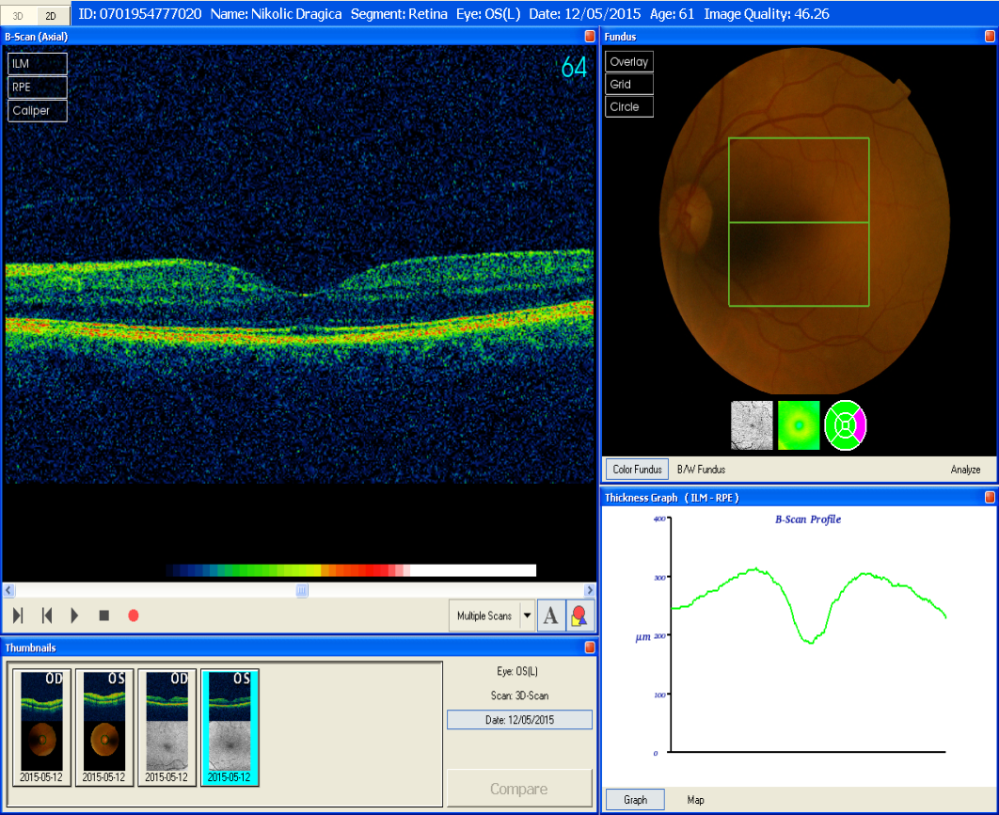 3D 2D ID: 0701954777020 Name: Nikolic Dragica Segment: Retina Eye: OS(L) Date: 12/05/2015 Age: 61 Image Quality: 46.26
B-Scan (Axial)
ILM
RPE
Caliper
64
Fundus
Overlay
Grid
Circle
Color Fundus B/W Fundus Analyze
Thickness Graph ( ILM - RPE )
B-Scan Profile
400
300
µm 200
100
0
Graph Map
Multiple Scans A
Thumbnails
OD OS OD OS
2015-05-12 2015-05-12 2015-05-12 2015-05-12
Eye: OS(L)
Scan: 3D-Scan
Date: 12/05/2015
Compare